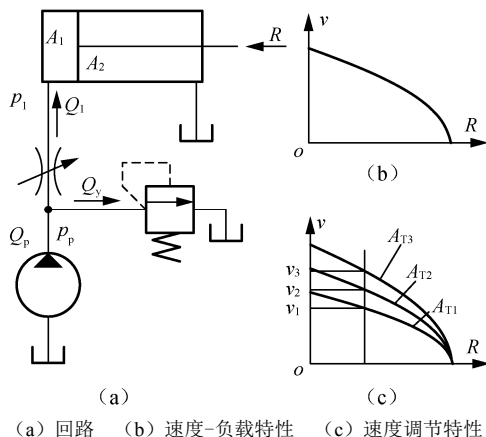 A1
A2
R
p1
Q1
Qy
Qp
pp
(a)
v
R
o
(b)
v
v3
v2
v1
AT3
AT2
AT1
R
o
(c)
（a）回路 （b）速度-负载特性 （c）速度调节特性